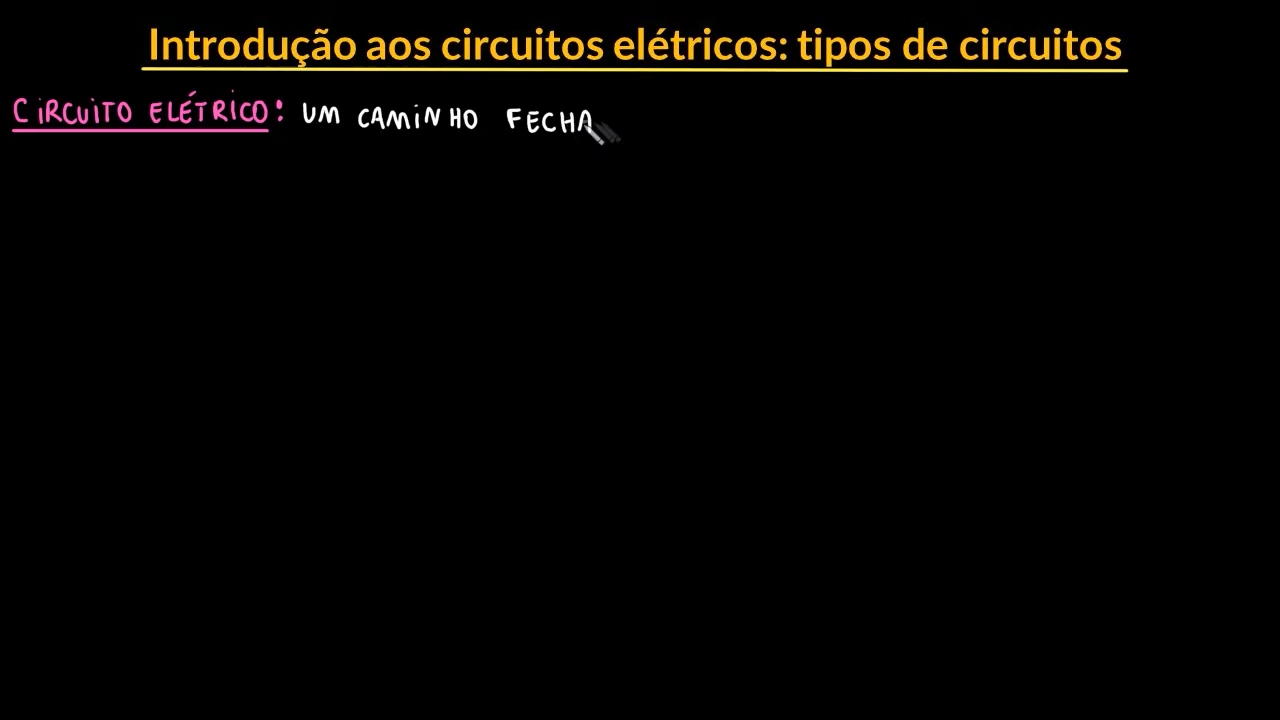 Introdução aos circuitos elétricos: tipos de circuitos
CIRCUITO ELÉTRICO: UM CAMINHO FECHA